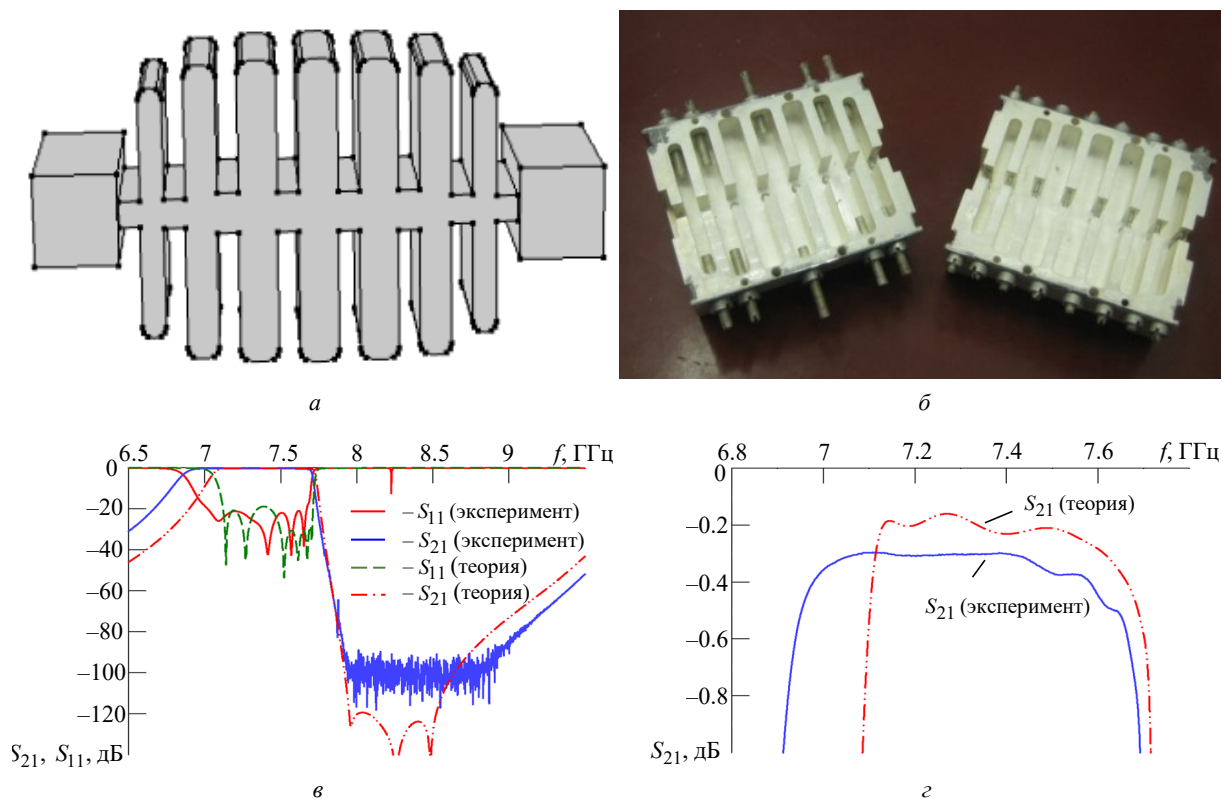 а
б
6.5 7 7.5 8 8.5 9 f, ГГц
0
–20
–40
–60
–80
–100
–120
S21, S11, дБ
– S11 (эксперимент)
– S21 (эксперимент)
– S11 (теория)
– S21 (теория)
в
6.8 7 7.2 7.4 7.6 f, ГГц
0
–0.2
–0.4
–0.6
–0.8
S21, дБ
S21 (теория)
S21 (эксперимент)
г